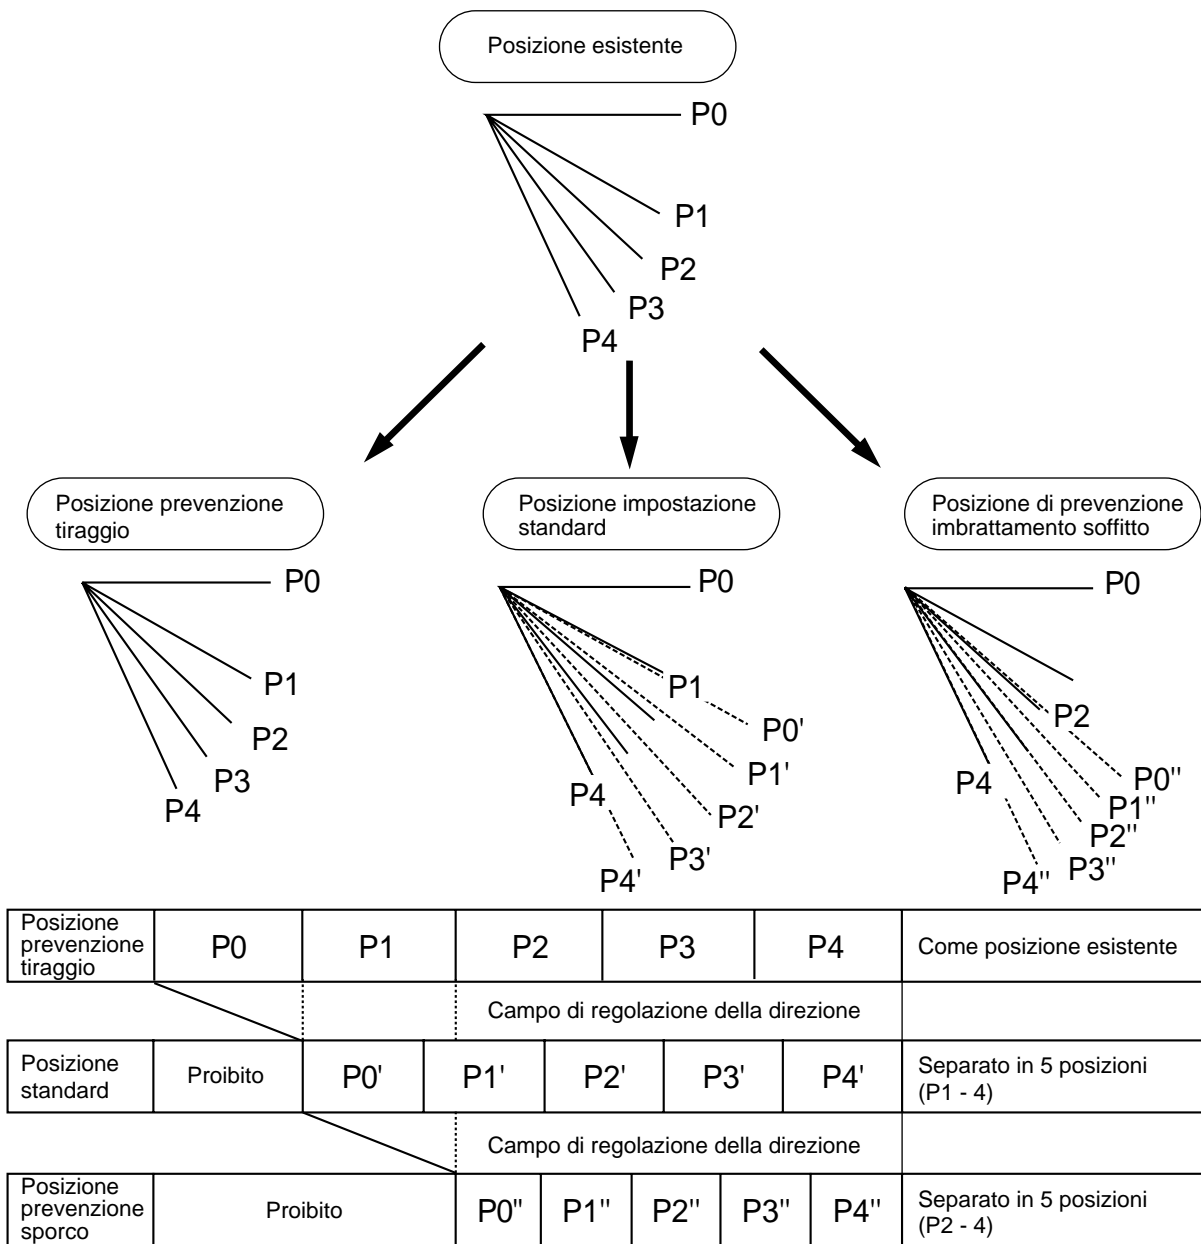 Posizione esistente
P0
P1
P2
P3
P4
Posizione prevenzione
tiraggio
P0
P1
P2
P3
P4
Posizione impostazione
standard
P0
P1
P0'
P1'
P4
P2'
P3'
P4'
Posizione di prevenzione
imbrattamento soffitto
P0
P2
P4
P0''
P1''
P2''
P3''
P4''
Posizione
prevenzione
tiraggio
P0
P1
P2
P3
P4
Come posizione esistente
Campo di regolazione della direzione
Posizione
standard
Proibito
P0'
P1'
P2'
P3'
P4'
Separato in 5 posizioni
(P1 - 4)
Campo di regolazione della direzione
Posizione
prevenzione
sporco
Proibito
P0''
P1''
P2''
P3''
P4''
Separato in 5 posizioni
(P2 - 4)